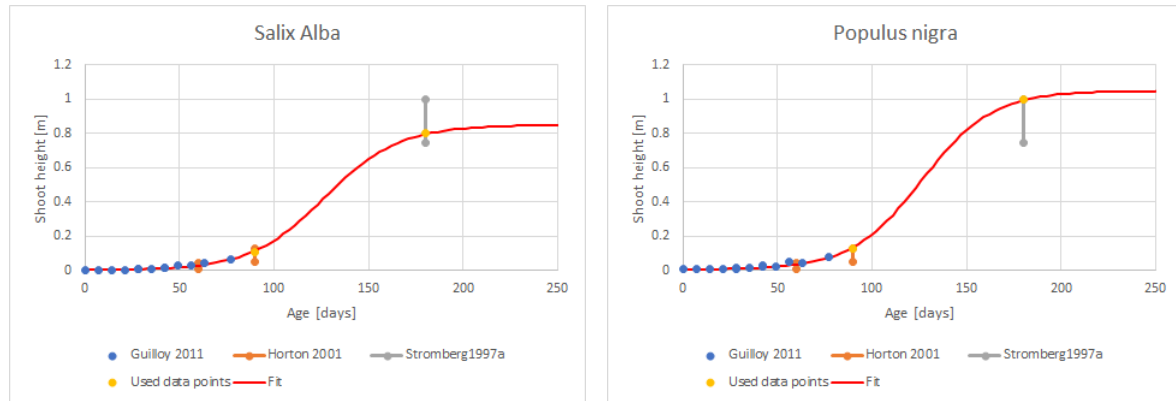 Salix Alba
1.2
1
0.8
0.6
0.4
0.2
0
Shoot height [m]
0 50 100 150 200 250
Age [days]
Guilloy 2011 Horton 2001 Stromberg1997a
Used data points Fit
Populus nigra
1.2
1
0.8
0.6
0.4
0.2
0
Shoot height [m]
0 50 100 150 200 250
Age [days]
Guilloy 2011 Horton 2001 Stromberg1997a
Used data points Fit